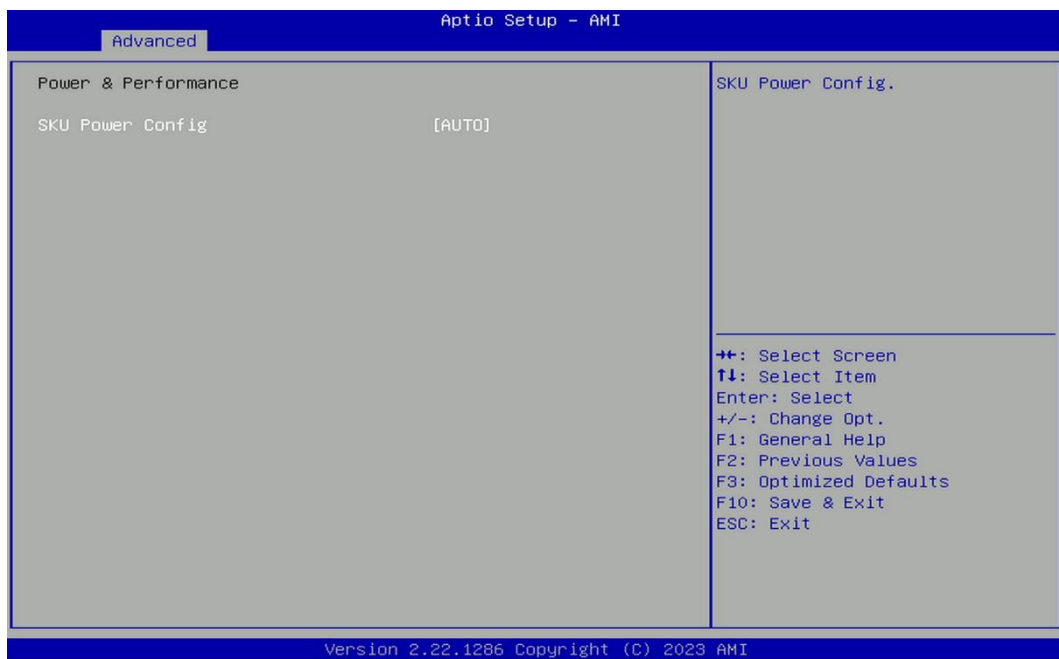 Aptio Setup – AMI
Advanced
Power & Performance
SKU Power Config [AUTO]
SKU Power Config.
→←: Select Screen
↑↓: Select Item
Enter: Select
+/-: Change Opt.
F1: General Help
F2: Previous Values
F3: Optimized Defaults
F10: Save & Exit
ESC: Exit
Version 2.22.1286 Copyright (C) 2023 AMI